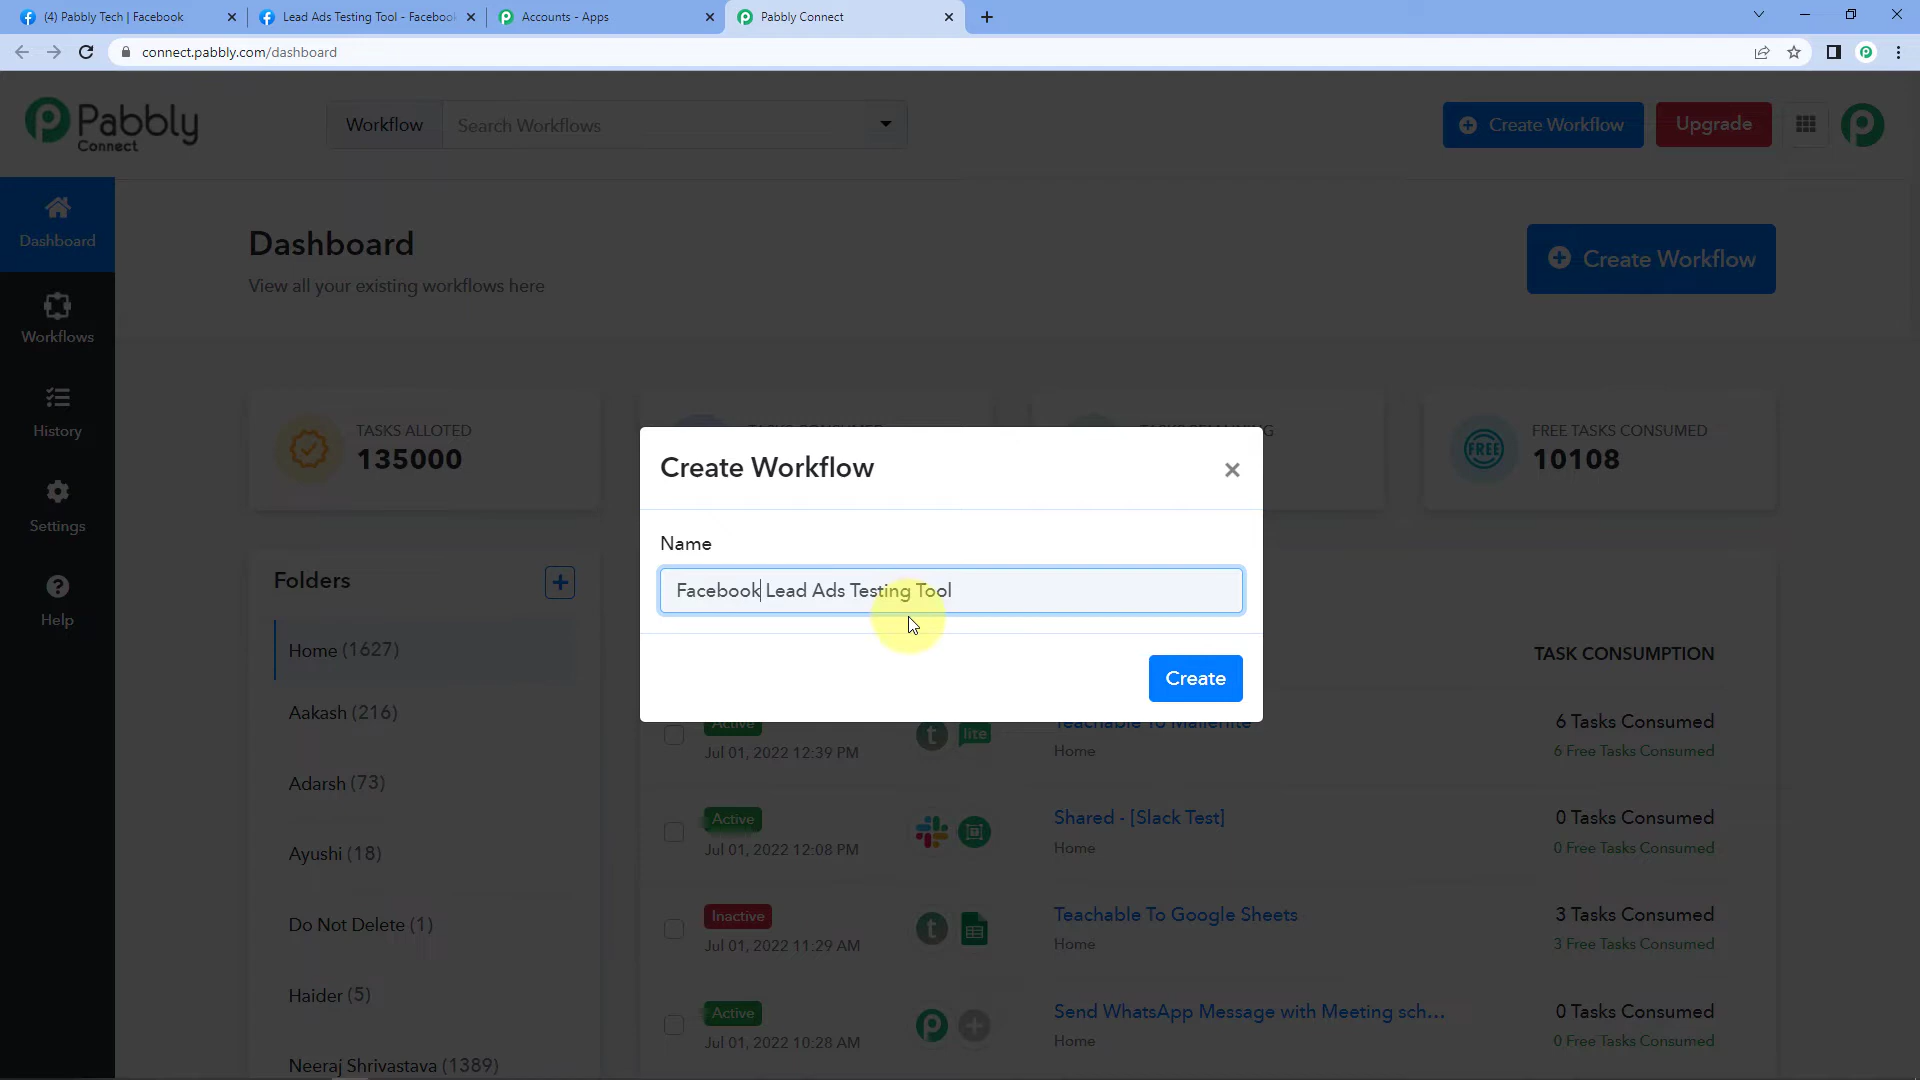 (4) Pabbly Tech | Facebook
Lead Ads Testing Tool - Facebook
Accounts - Apps
Pabbly Connect
connect.pabbly.com/dashboard
Pabbly
Connect
Workflow
Search Workflows
Create Workflow
Upgrade
Dashboard
Workflows
History
Settings
Help
Dashboard
View all your existing workflows here
Create Workflow
TASKS ALLOTED
135000
FREE TASKS CONSUMED
10108
FREE
Create Workflow
Name
Facebook Lead Ads Testing Tool
Create
Folders
Home (1627)
Aakash (216)
Adarsh (73)
Ayushi (18)
Do Not Delete (1)
Haider (5)
Neeraj Shrivastava (1389)
TASK CONSUMPTION
Active
Jul 01, 2022 12:39 PM
lite
Teachable To Mailerlite
Home
6 Tasks Consumed
6 Free Tasks Consumed
Active
Jul 01, 2022 12:08 PM
Shared - [Slack Test]
Home
0 Tasks Consumed
0 Free Tasks Consumed
Inactive
Jul 01, 2022 11:29 AM
Teachable To Google Sheets
Home
3 Tasks Consumed
3 Free Tasks Consumed
Active
Jul 01, 2022 10:28 AM
Send WhatsApp Message with Meeting sch...
Home
0 Tasks Consumed
0 Free Tasks Consumed